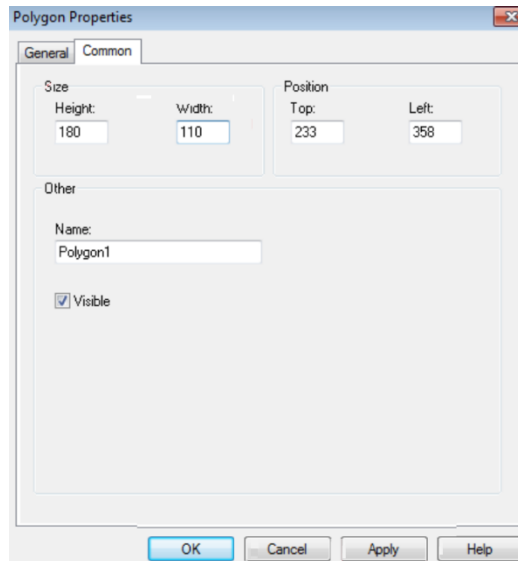 Polygon Properties
General Common
Size
Height: Width:
180 110
Position
Top: Left:
233 358
Other
Name:
Polygon1
Visible
OK Cancel Apply Help